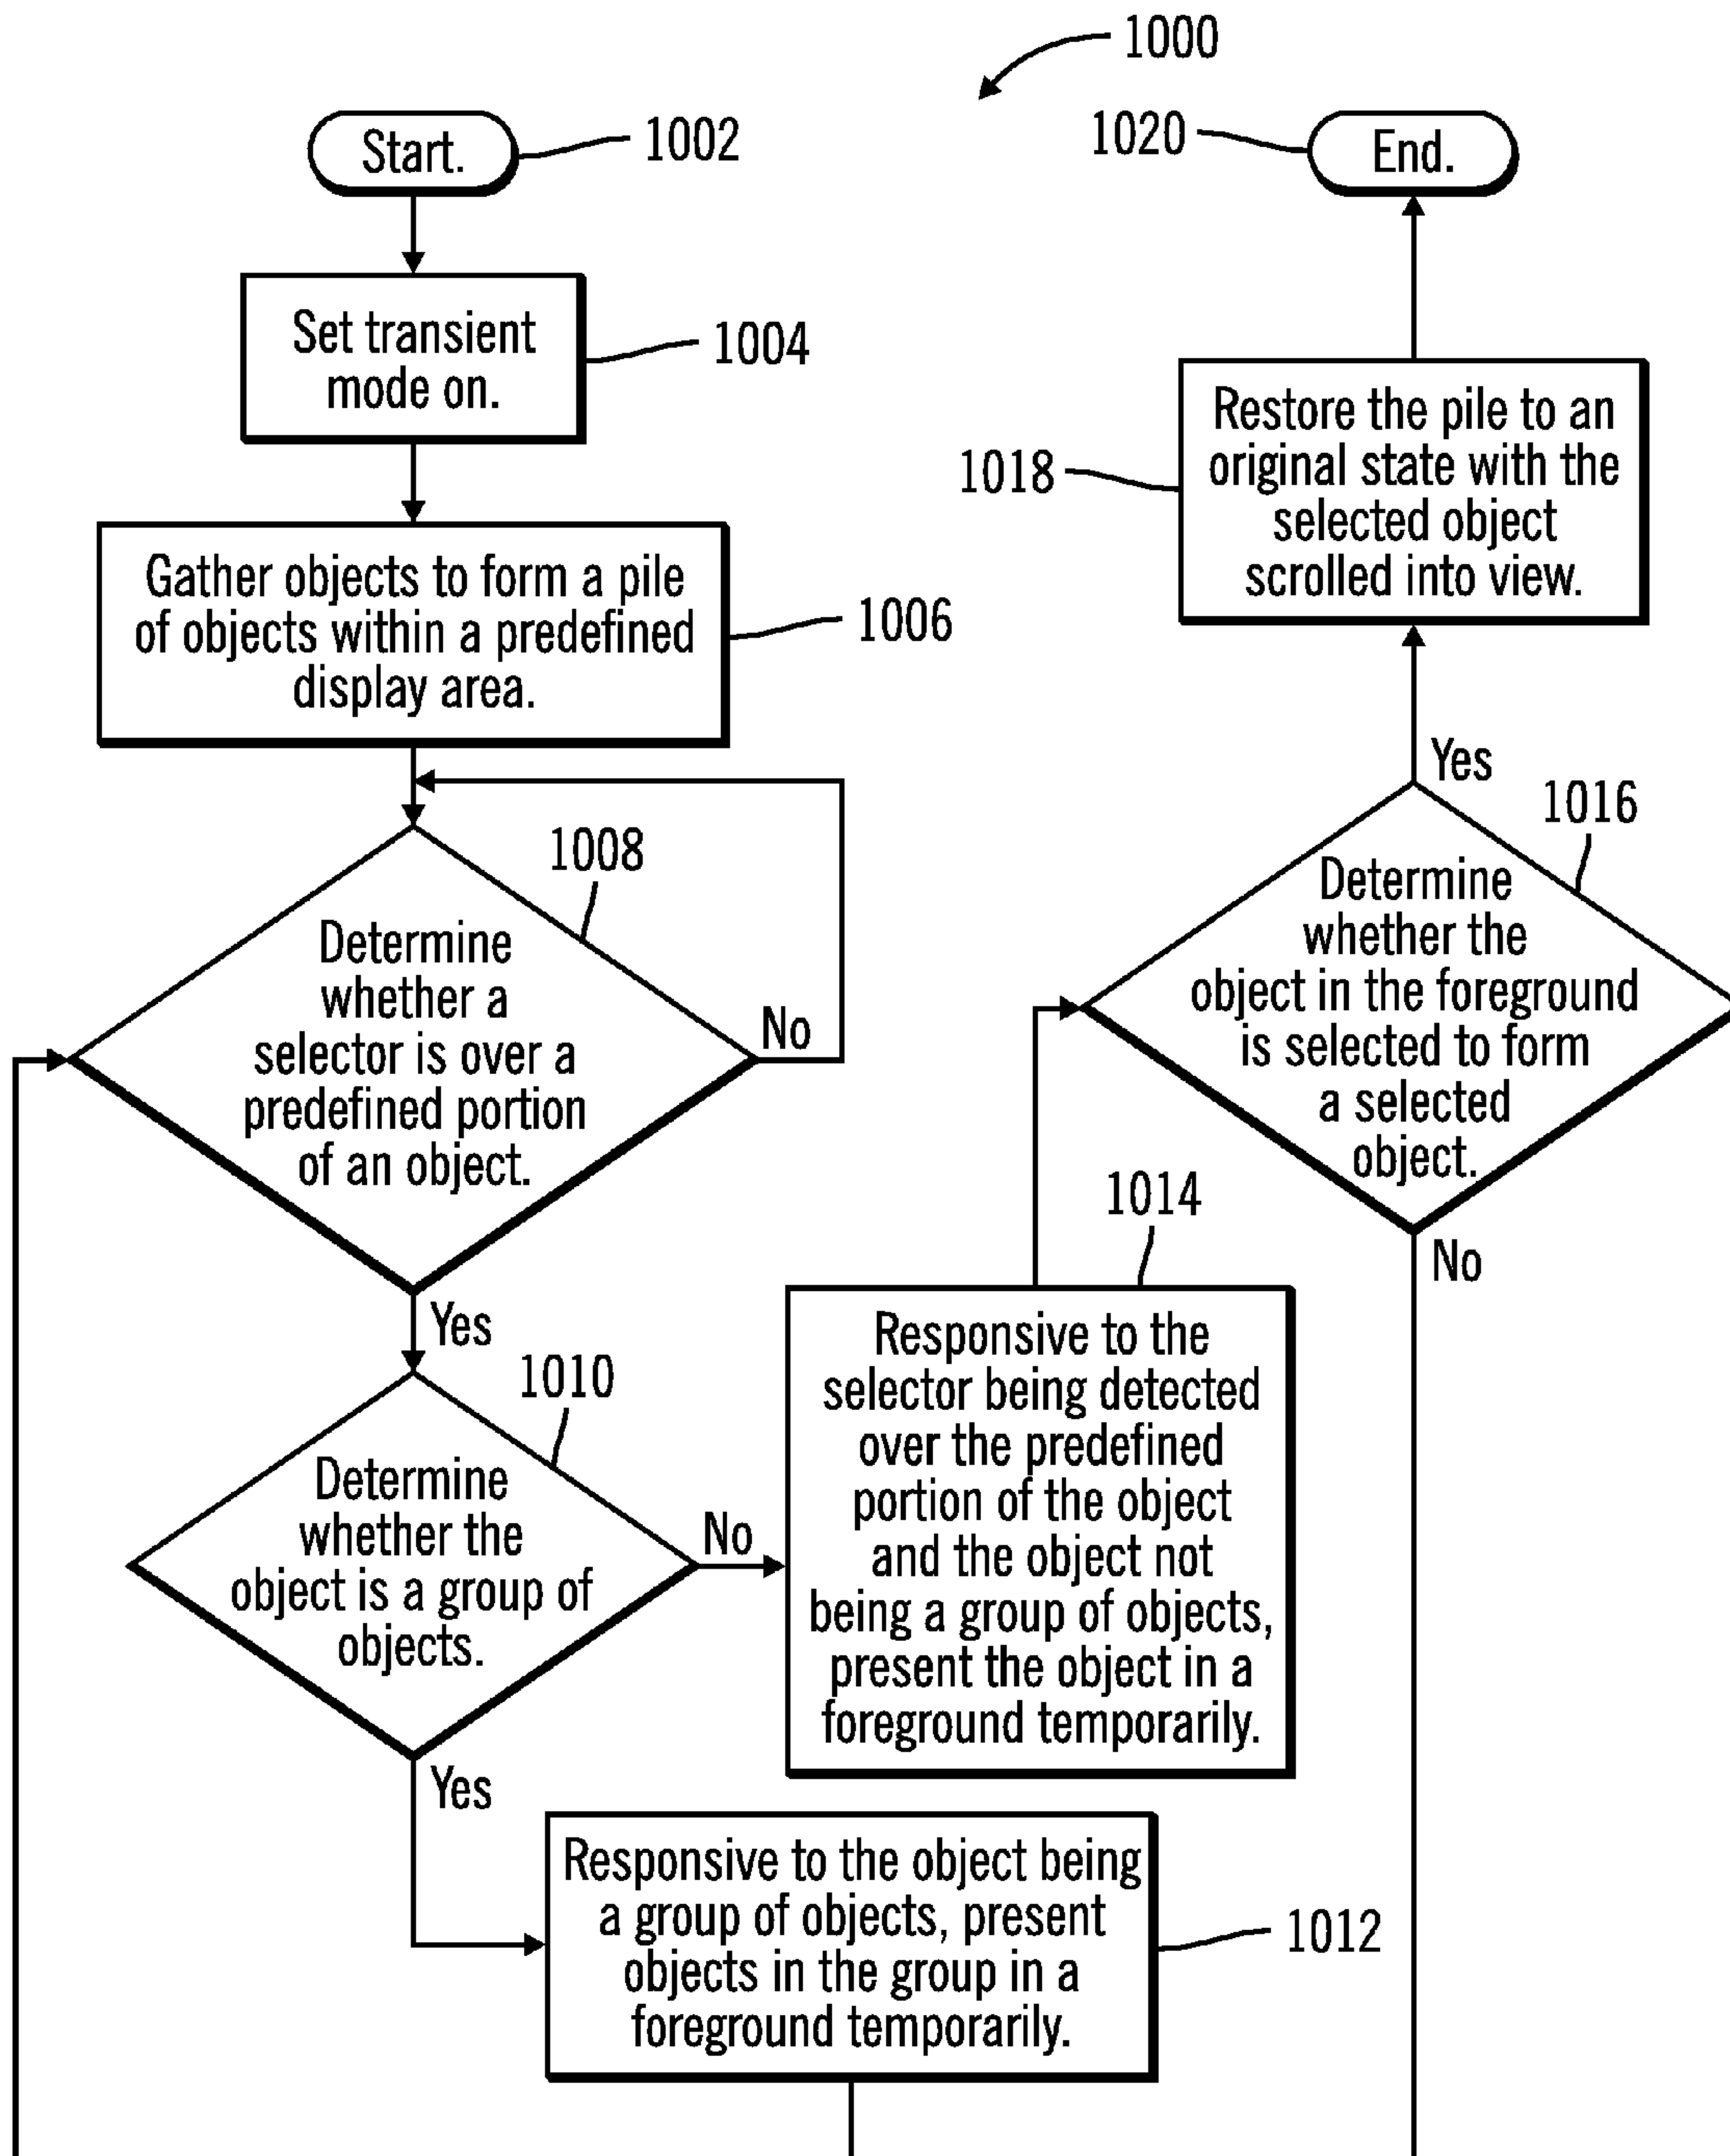 1000
Start.
1002
Set transient
mode on.
1004
Gather objects to form a pile
of objects within a predefined
display area.
1006
1008
Determine
whether a
selector is over a
predefined portion
of an object.
No
Yes
1010
Determine
whether the
object is a group of
objects.
No
Yes
Responsive to the object being
a group of objects, present
objects in the group in a
foreground temporarily.
1012
1014
Responsive to the
selector being detected
over the predefined
portion of the object
and the object not
being a group of objects,
present the object in a
foreground temporarily.
1016
Determine
whether the
object in the foreground
is selected to form
a selected
object.
Yes
No
1018
Restore the pile to an
original state with the
selected object
scrolled into view.
1020
End.